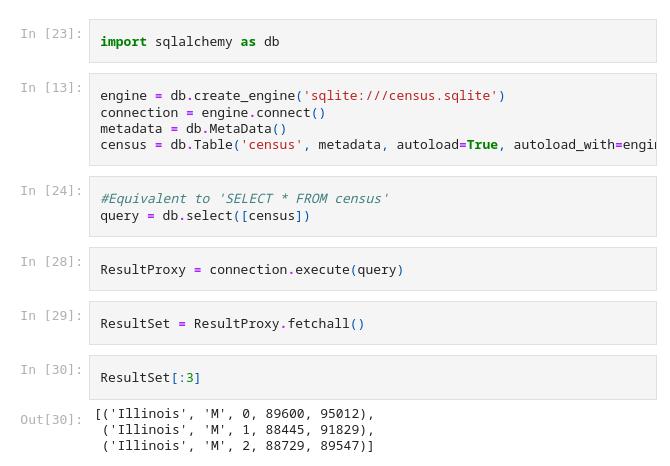 In [23]: import sqlalchemy as db
In [13]: engine = db.create_engine('sqlite:///census.sqlite')
connection = engine.connect()
metadata = db.MetaData()
census = db.Table('census', metadata, autoload=True, autoload_with=engin
In [24]: #Equivalent to 'SELECT * FROM census'
query = db.select([census])
In [28]: ResultProxy = connection.execute(query)
In [29]: ResultSet = ResultProxy.fetchall()
In [30]: ResultSet[:3]
Out[30]: [('Illinois', 'M', 0, 89600, 95012),
('Illinois', 'M', 1, 88445, 91829),
('Illinois', 'M', 2, 88729, 89547)]